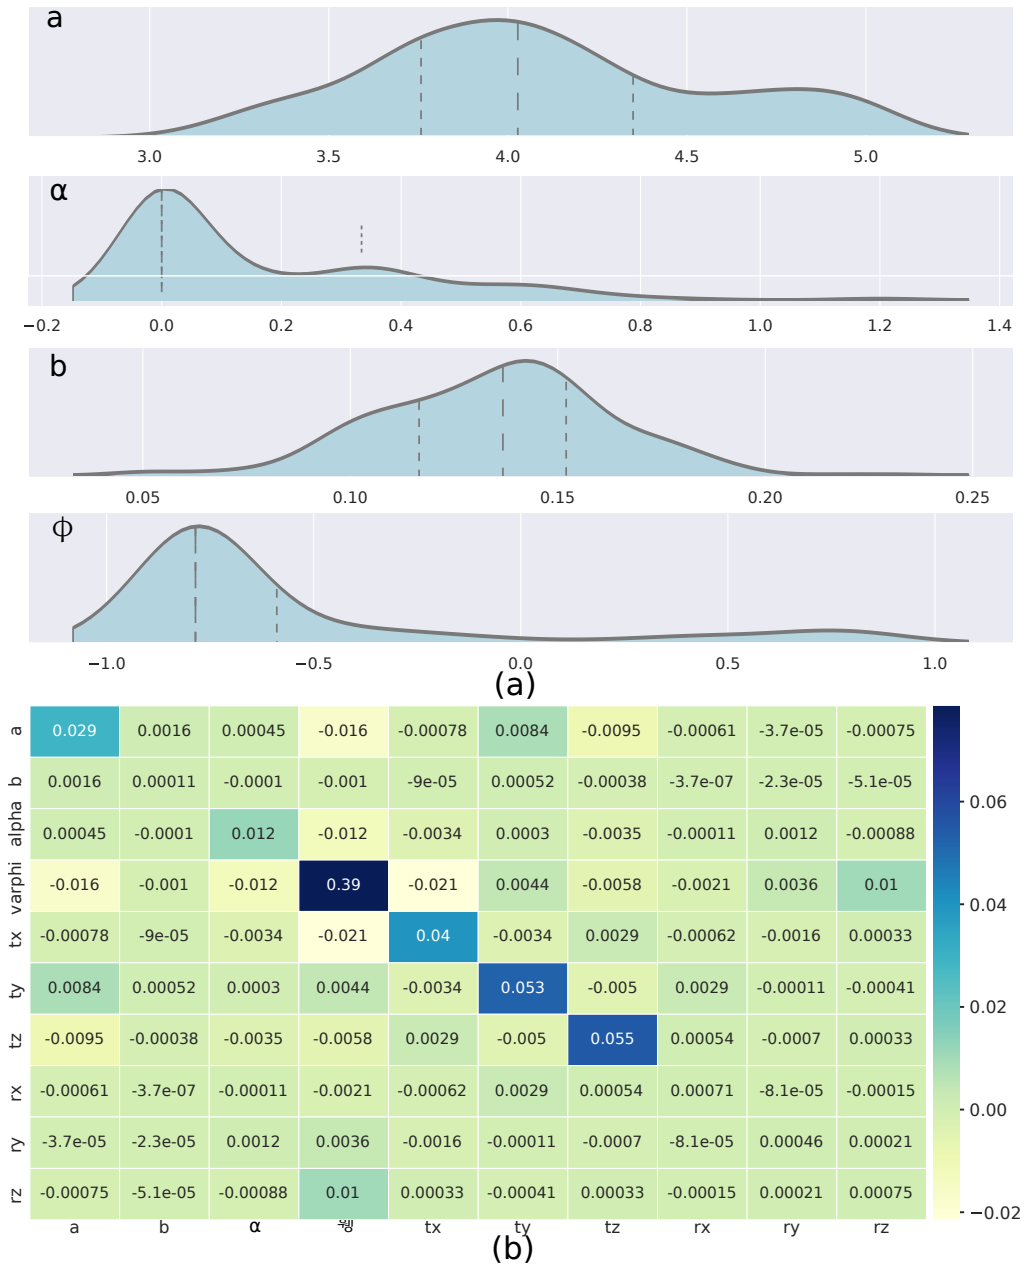 a
3.0 3.5 4.0 4.5 5.0
α
−0.2 0.0 0.2 0.4 0.6 0.8 1.0 1.2 1.4
b
0.05 0.10 0.15 0.20 0.25
ϕ
−1.0 −0.5 0.0 0.5 1.0
(a)
a 0.029 0.0016 0.00045 -0.016 -0.00078 0.0084 -0.0095 -0.00061 -3.7e-05 -0.00075
b 0.0016 0.00011 -0.0001 -0.001 -9e-05 0.00052 -0.00038 -3.7e-07 -2.3e-05 -5.1e-05
0.06
alpha 0.00045 -0.0001 0.012 -0.012 -0.0034 0.0003 -0.0035 -0.00011 0.0012 -0.00088
varphi -0.016 -0.001 -0.012 0.39 -0.021 0.0044 -0.0058 -0.0021 0.0036 0.01
0.04
tx -0.00078 -9e-05 -0.0034 -0.021 0.04 -0.0034 0.0029 -0.00062 -0.0016 0.00033
ty 0.0084 0.00052 0.0003 0.0044 -0.0034 0.053 -0.005 0.0029 -0.00011 -0.00041
0.02
tz -0.0095 -0.00038 -0.0035 -0.0058 0.0029 -0.005 0.055 0.00054 -0.0007 0.00033
rx -0.00061 -3.7e-07 -0.00011 -0.0021 -0.00062 0.0029 0.00054 0.00071 -8.1e-05 -0.00015
0.00
ry -3.7e-05 -2.3e-05 0.0012 0.0036 -0.0016 -0.00011 -0.0007 -8.1e-05 0.00046 0.00021
rz -0.00075 -5.1e-05 -0.00088 0.01 0.00033 -0.00041 0.00033 -0.00015 0.00021 0.00075
−0.02
a b α tx ty tz rx ry rz
(b)